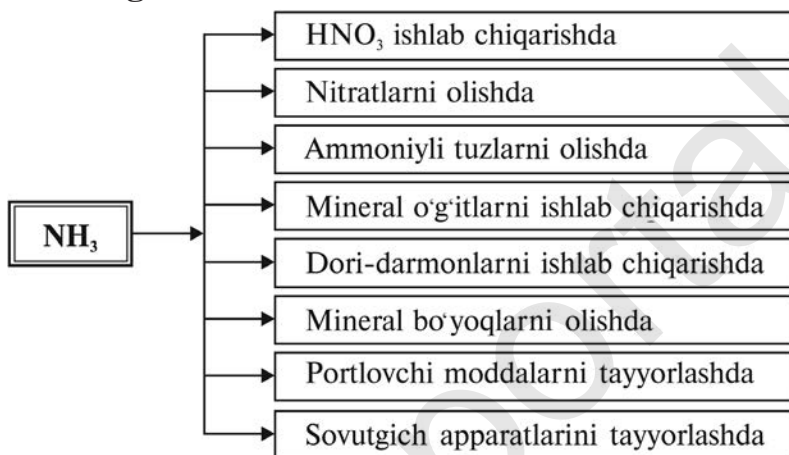 HNO₃ ishlab chiqarishda
Nitratlarni olishda
Ammoniyli tuzlarni olishda
Mineral o‘g‘itlarni ishlab chiqarishda
NH₃
Dori-darmonlarni ishlab chiqarishda
Mineral bo‘yoqlarni olishda
Portlovchi moddalarni tayyorlashda
Sovutgich apparatlarini tayyorlashda